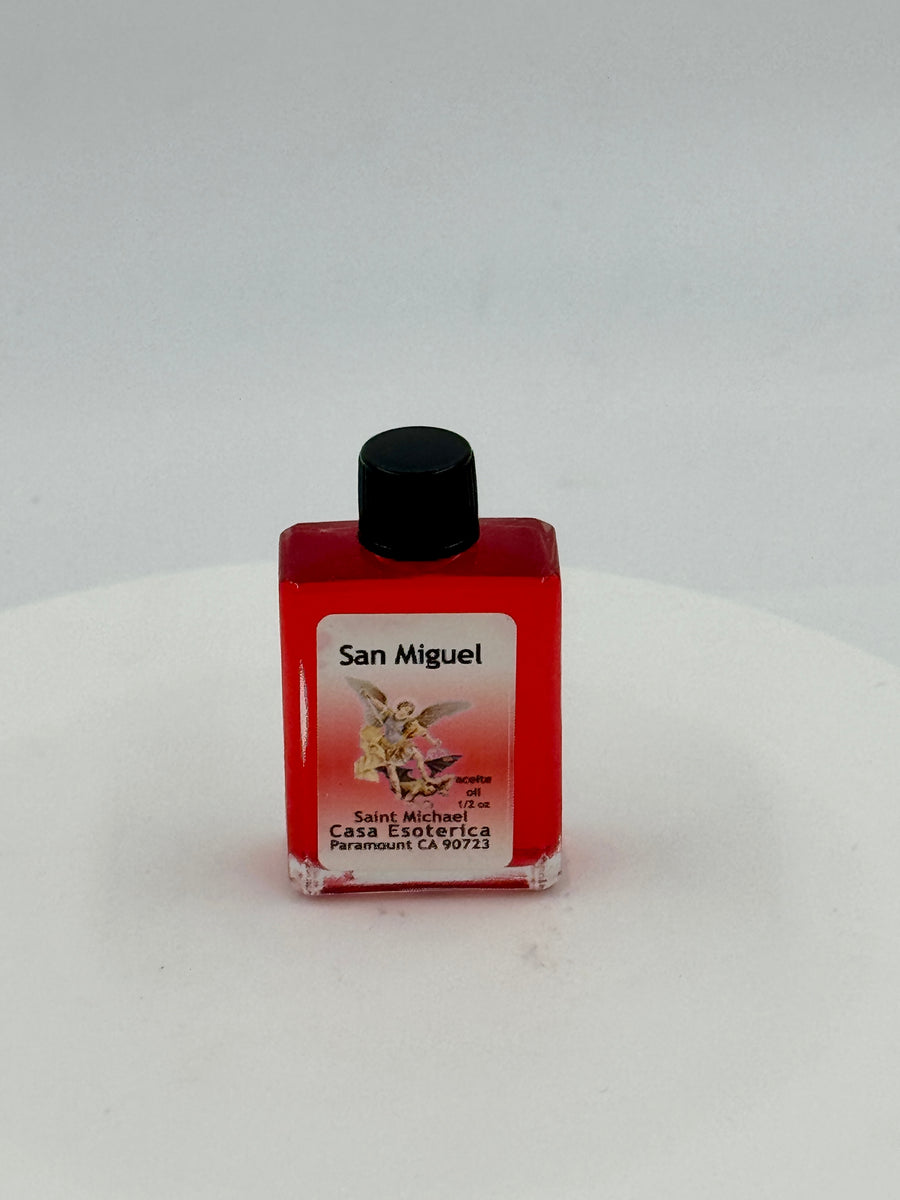 San Miguel
aceite
oil
1/2 oz
Saint Michael
Casa Esoterica
Paramount CA 90723